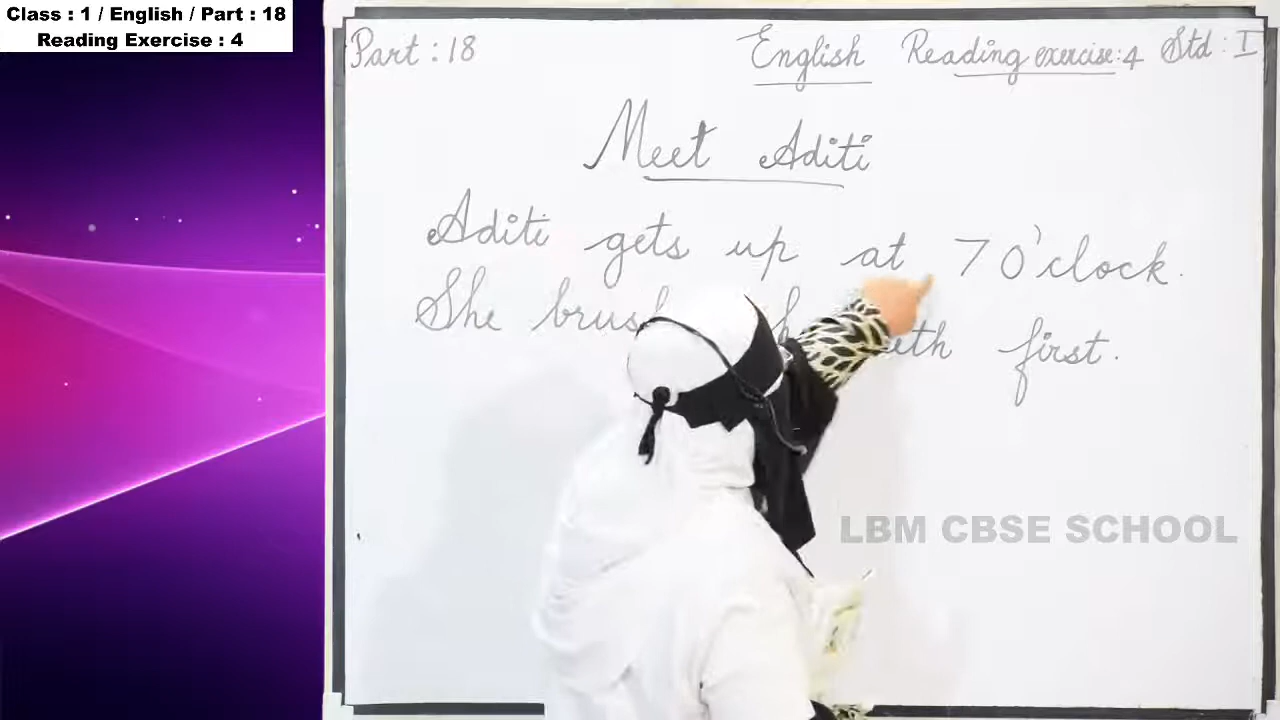 Class : 1 / English / Part : 18
Reading Exercise : 4
Part : 18 English Reading exercise:4 Std : I
Meet Aditi
Aditi gets up at 7 O'clock.
She first.
LBM CBSE SCHOOL